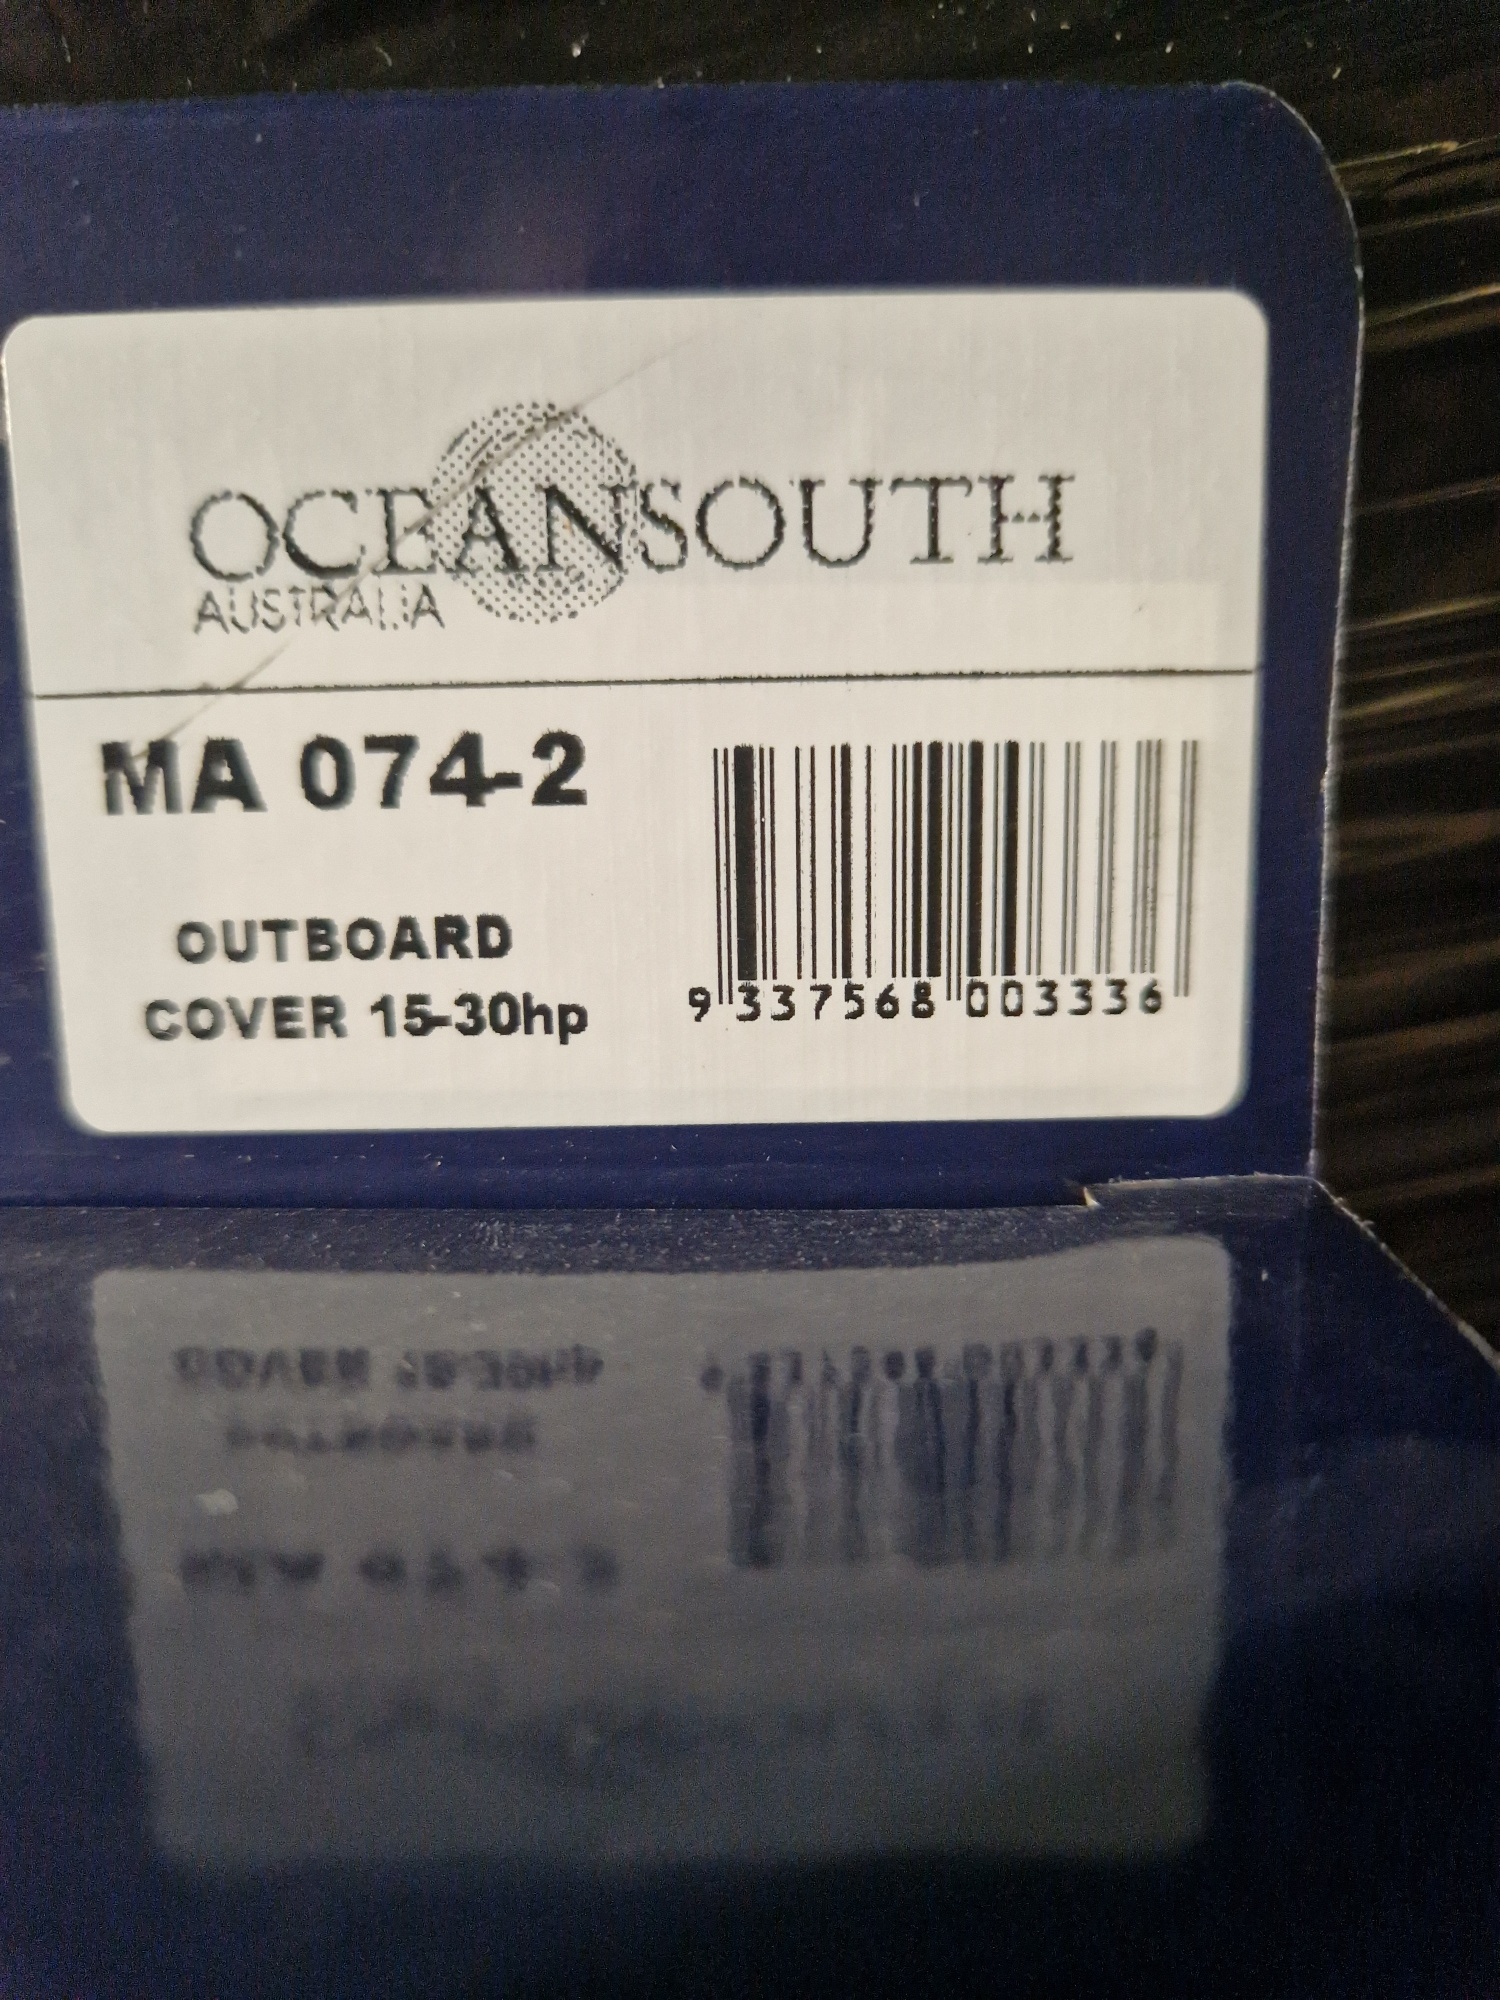 OCEANSOUTH
AUSTRALIA
MA 074-2
OUTBOARD
COVER 15-30hp
9 337568 003336